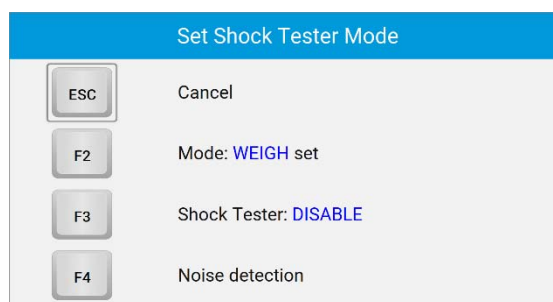 Set Shock Tester Mode
ESC Cancel
F2 Mode: WEIGH set
F3 Shock Tester: DISABLE
F4 Noise detection